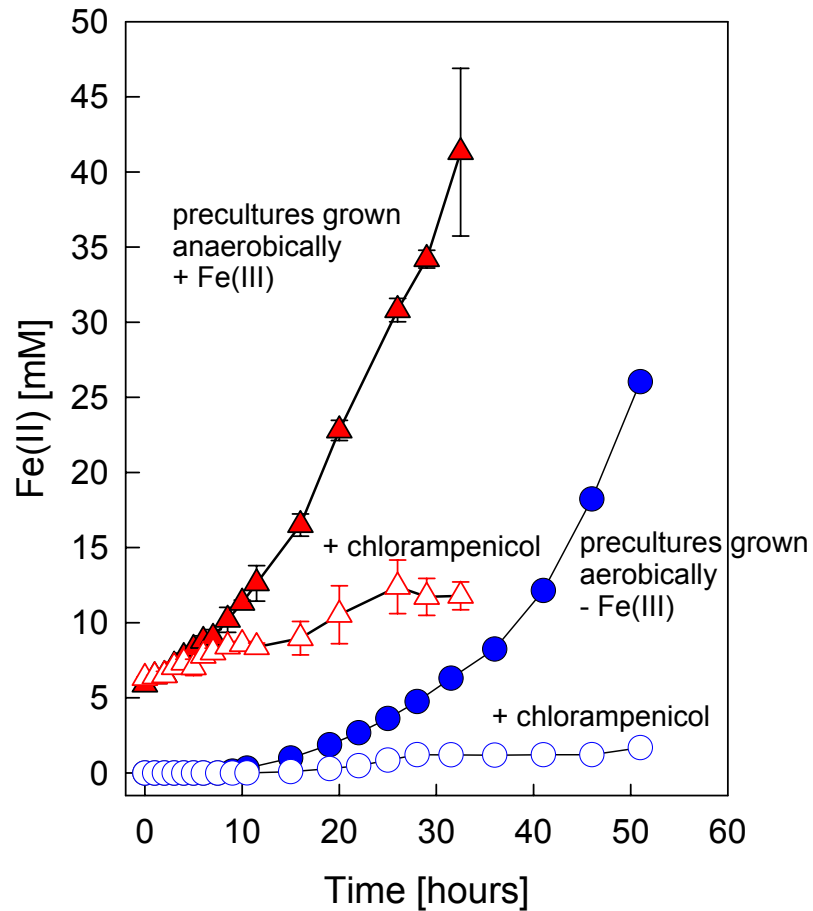 50
45
40
35
30
25
20
15
10
5
0
Fe(II) [mM]
precultures grown
anaerobically
+ Fe(III)
+ chlorampenicol
precultures grown
aerobically
- Fe(III)
+ chlorampenicol
0 10 20 30 40 50 60
Time [hours]